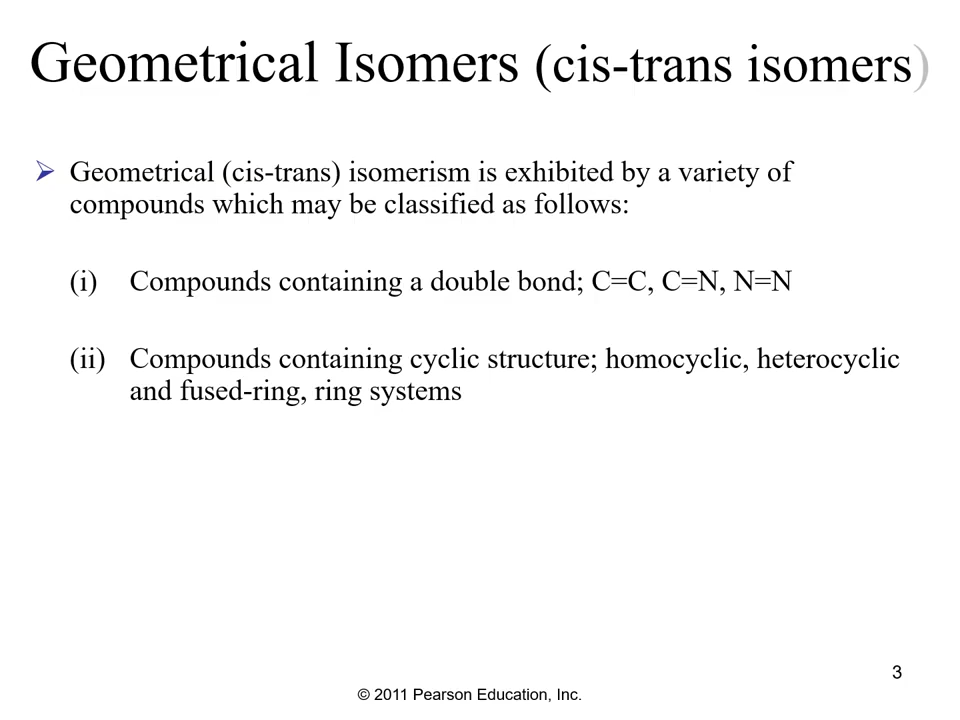 Geometrical Isomers (cis-trans isomers)
➢ Geometrical (cis-trans) isomerism is exhibited by a variety of
compounds which may be classified as follows:
(i) Compounds containing a double bond; C=C, C=N, N=N
(ii) Compounds containing cyclic structure; homocyclic, heterocyclic
and fused-ring, ring systems
3
© 2011 Pearson Education, Inc.